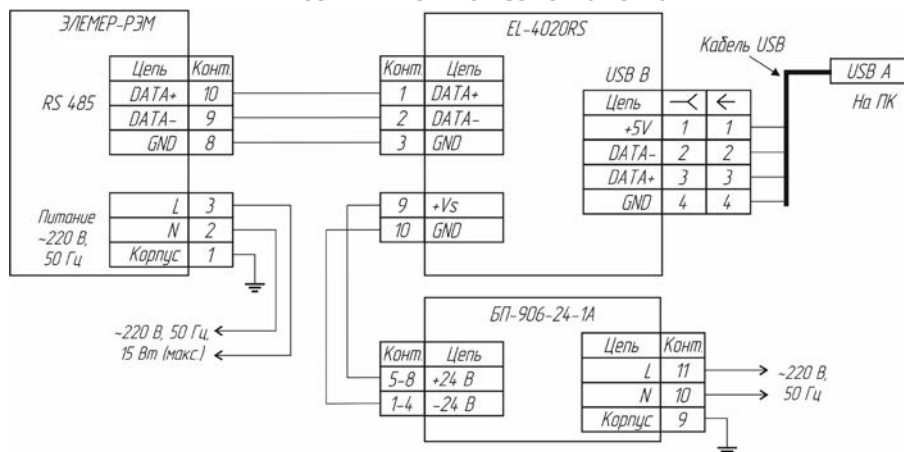 ЭЛЕМЕР-РЭМ
RS 485
Цепь Конт.
DATA+ 10
DATA- 9
GND 8
Питание
~220 В,
50 Гц
L 3
N 2
Корпус 1
~220 В, 50 Гц,
15 Вт (макс.)
EL-4020RS
Конт. Цепь
1 DATA+
2 DATA-
3 GND
9 +Vs
10 GND
USB B
Цепь
+5V 1 1
DATA- 2 2
DATA+ 3 3
GND 4 4
Кабель USB
USB A
На ПК
БП-906-24-1А
Конт. Цепь
5-8 +24 В
1-4 -24 В
Цепь Конт.
L 11
N 10
Корпус 9
~220 В,
50 Гц